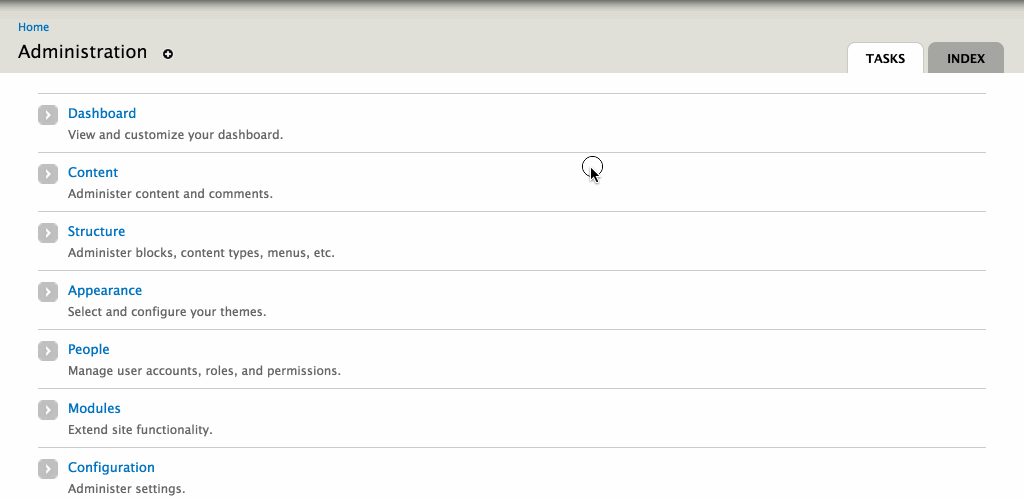 Home
Administration
TASKS
INDEX
Dashboard
View and customize your dashboard.
Content
Administer content and comments.
Structure
Administer blocks, content types, menus, etc.
Appearance
Select and configure your themes.
People
Manage user accounts, roles, and permissions.
Modules
Extend site functionality.
Configuration
Administer settings.